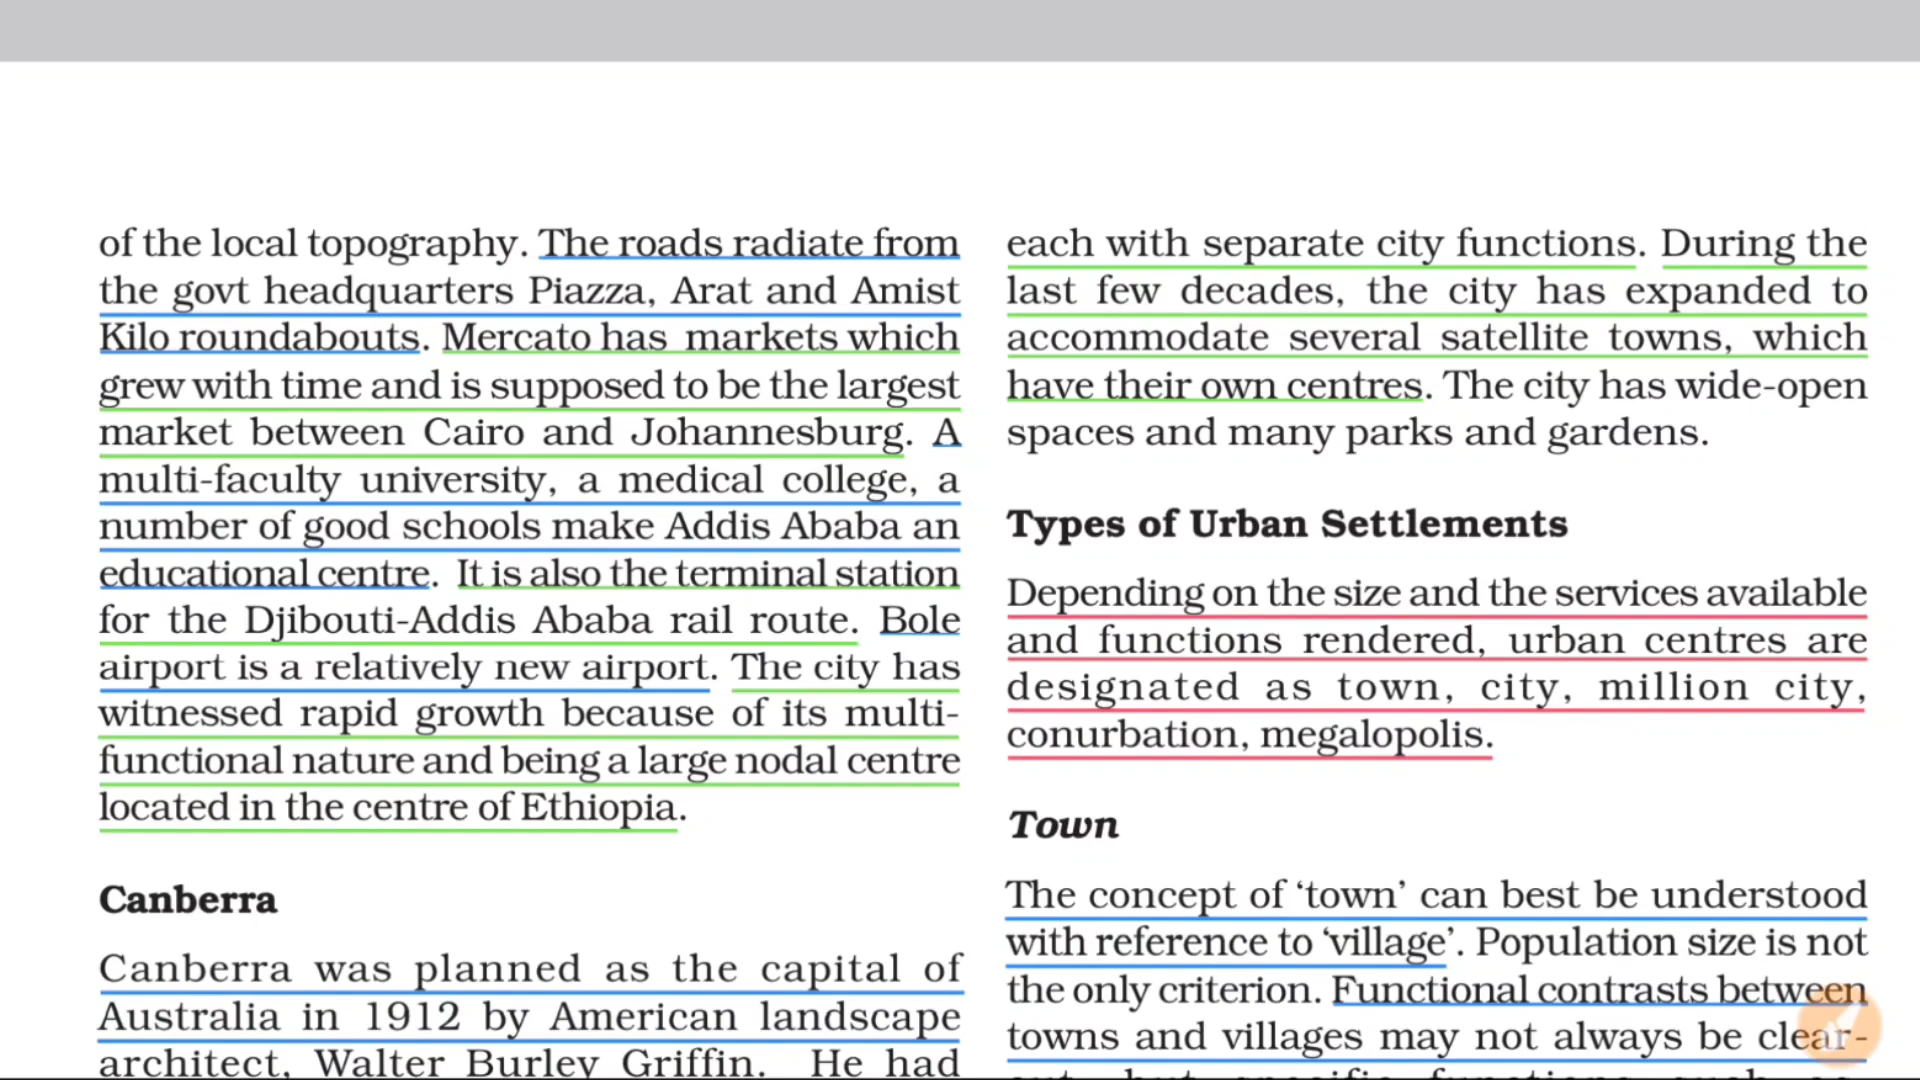 of the local topography. The roads radiate from
the govt headquarters Piazza, Arat and Amist
Kilo roundabouts. Mercato has markets which
grew with time and is supposed to be the largest
market between Cairo and Johannesburg. A
multi-faculty university, a medical college, a
number of good schools make Addis Ababa an
educational centre. It is also the terminal station
for the Djibouti-Addis Ababa rail route. Bole
airport is a relatively new airport. The city has
witnessed rapid growth because of its multi-
functional nature and being a large nodal centre
located in the centre of Ethiopia.
Canberra
Canberra was planned as the capital of
Australia in 1912 by American landscape
architect, Walter Burley Griffin. He had
each with separate city functions. During the
last few decades, the city has expanded to
accommodate several satellite towns, which
have their own centres. The city has wide-open
spaces and many parks and gardens.
Types of Urban Settlements
Depending on the size and the services available
and functions rendered, urban centres are
designated as town, city, million city,
conurbation, megalopolis.
Town
The concept of ‘town’ can best be understood
with reference to ‘village’. Population size is not
the only criterion. Functional contrasts between
towns and villages may not always be clear-